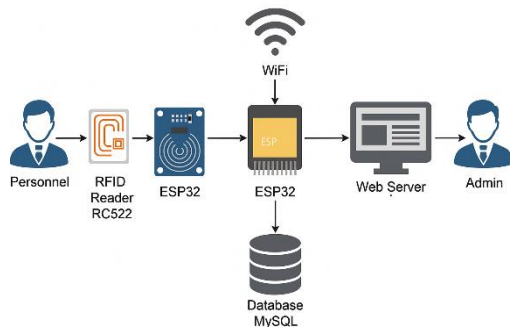 WiFi
ESP
Personnel
RFID
Reader
RC522
ESP32
ESP32
Web Server
Admin
Database
MySQL